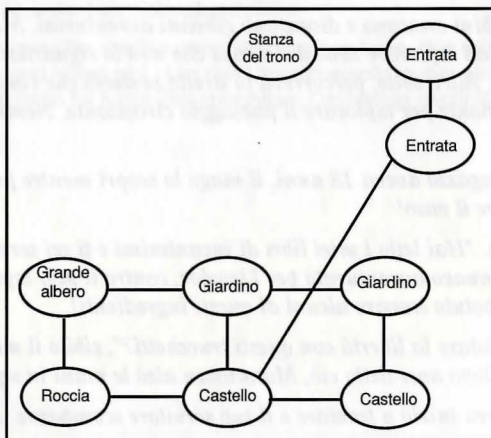 Stanza
del trono
Entrata
Entrata
Grande
albero
Giardino
Giardino
Roccia
Castello
Castello